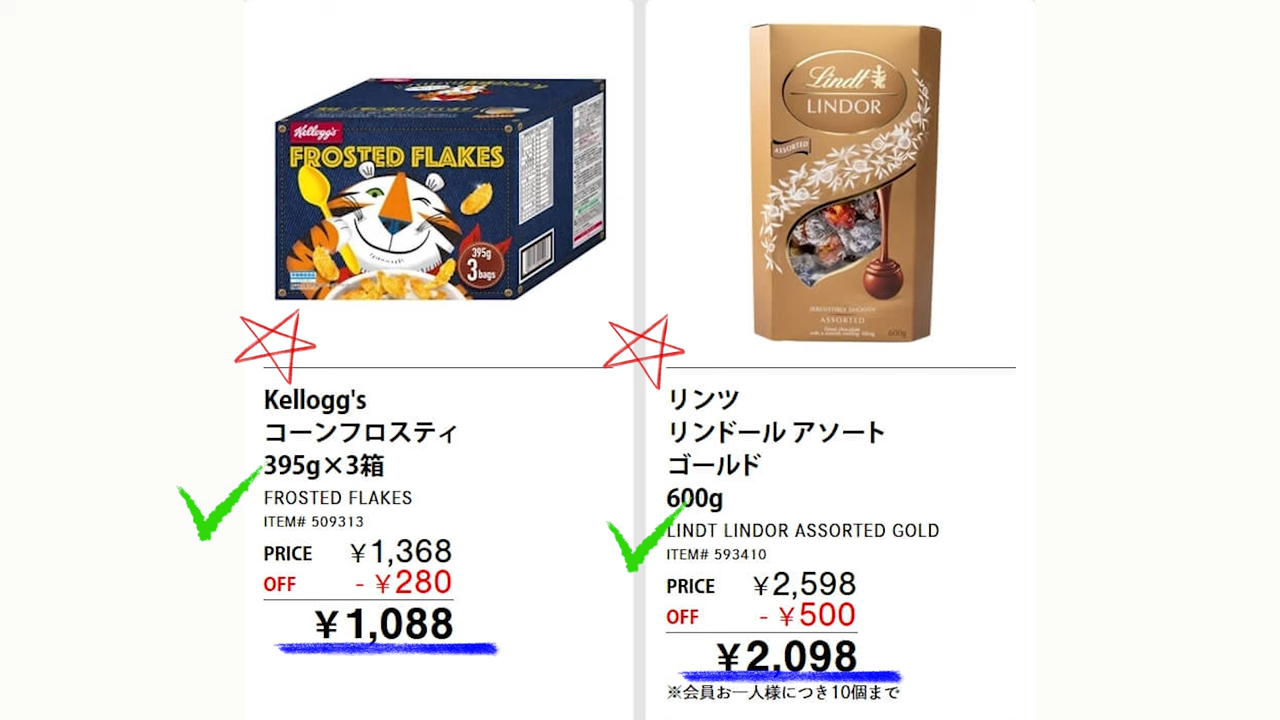 Kellogg's
FROSTED FLAKES
395g
3 bags
Kellogg's
コーンフロスティ
395g×3箱
FROSTED FLAKES
ITEM# 509313
PRICE ¥1,368
OFF - ¥280
¥1,088
Lindt
LINDOR
ASSORTED
IRRESISTIBLY SMOOTH
ASSORTED
600g
リンツ
リンドール アソート
ゴールド
600g
LINDT LINDOR ASSORTED GOLD
ITEM# 593410
PRICE ¥2,598
OFF - ¥500
¥2,098
※会員お一人様につき10個まで